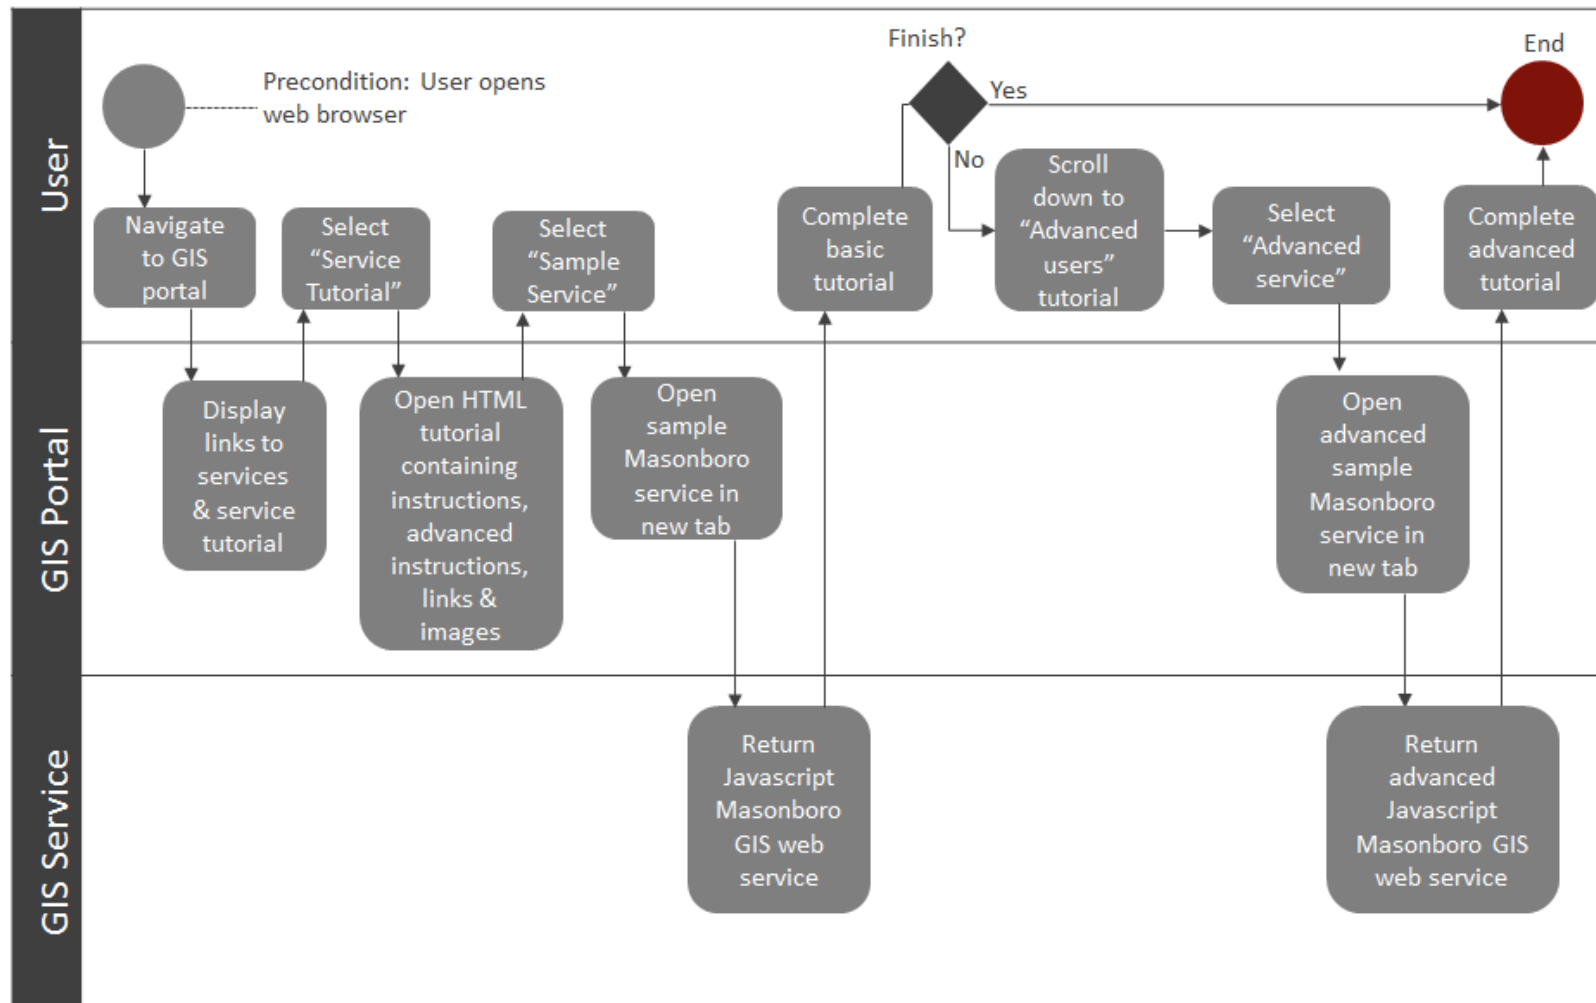 User
Precondition: User opens
web browser
Finish?
Yes
No
End
Navigate
to GIS
portal
Select
“Service
Tutorial”
Select
“Sample
Service”
Complete
basic
tutorial
Scroll
down to
“Advanced
users”
tutorial
Select
“Advanced
service”
Complete
advanced
tutorial
GIS Portal
Display
links to
services
& service
tutorial
Open HTML
tutorial
containing
instructions,
advanced
instructions,
links &
images
Open
sample
Masonboro
service in
new tab
Open
advanced
sample
Masonboro
service in
new tab
GIS Service
Return
Javascript
Masonboro
GIS web
service
Return
advanced
Javascript
Masonboro GIS
web service